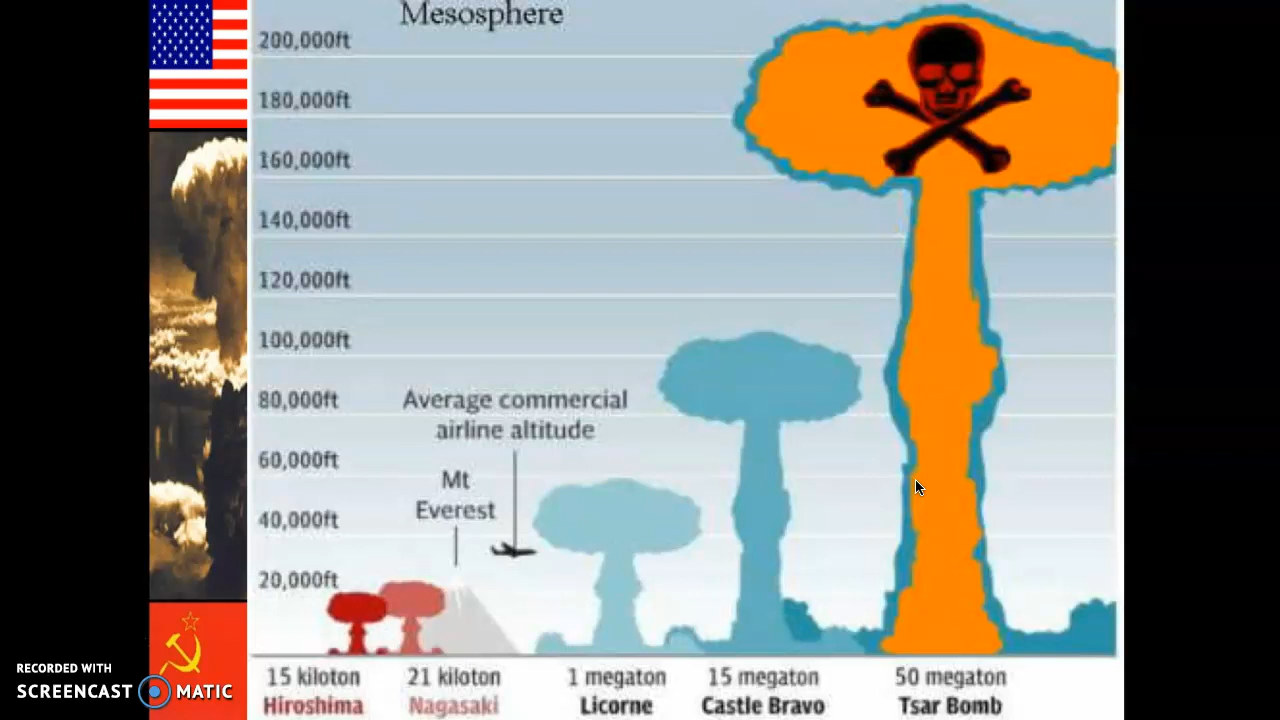 Mesosphere
200,000ft
180,000ft
160,000ft
140,000ft
120,000ft
100,000ft
80,000ft
Average commercial
airline altitude
60,000ft
Mt
Everest
40,000ft
20,000ft
15 kiloton
Hiroshima
21 kiloton
Nagasaki
1 megaton
Licorne
15 megaton
Castle Bravo
50 megaton
Tsar Bomb
RECORDED WITH
SCREENCAST MATIC